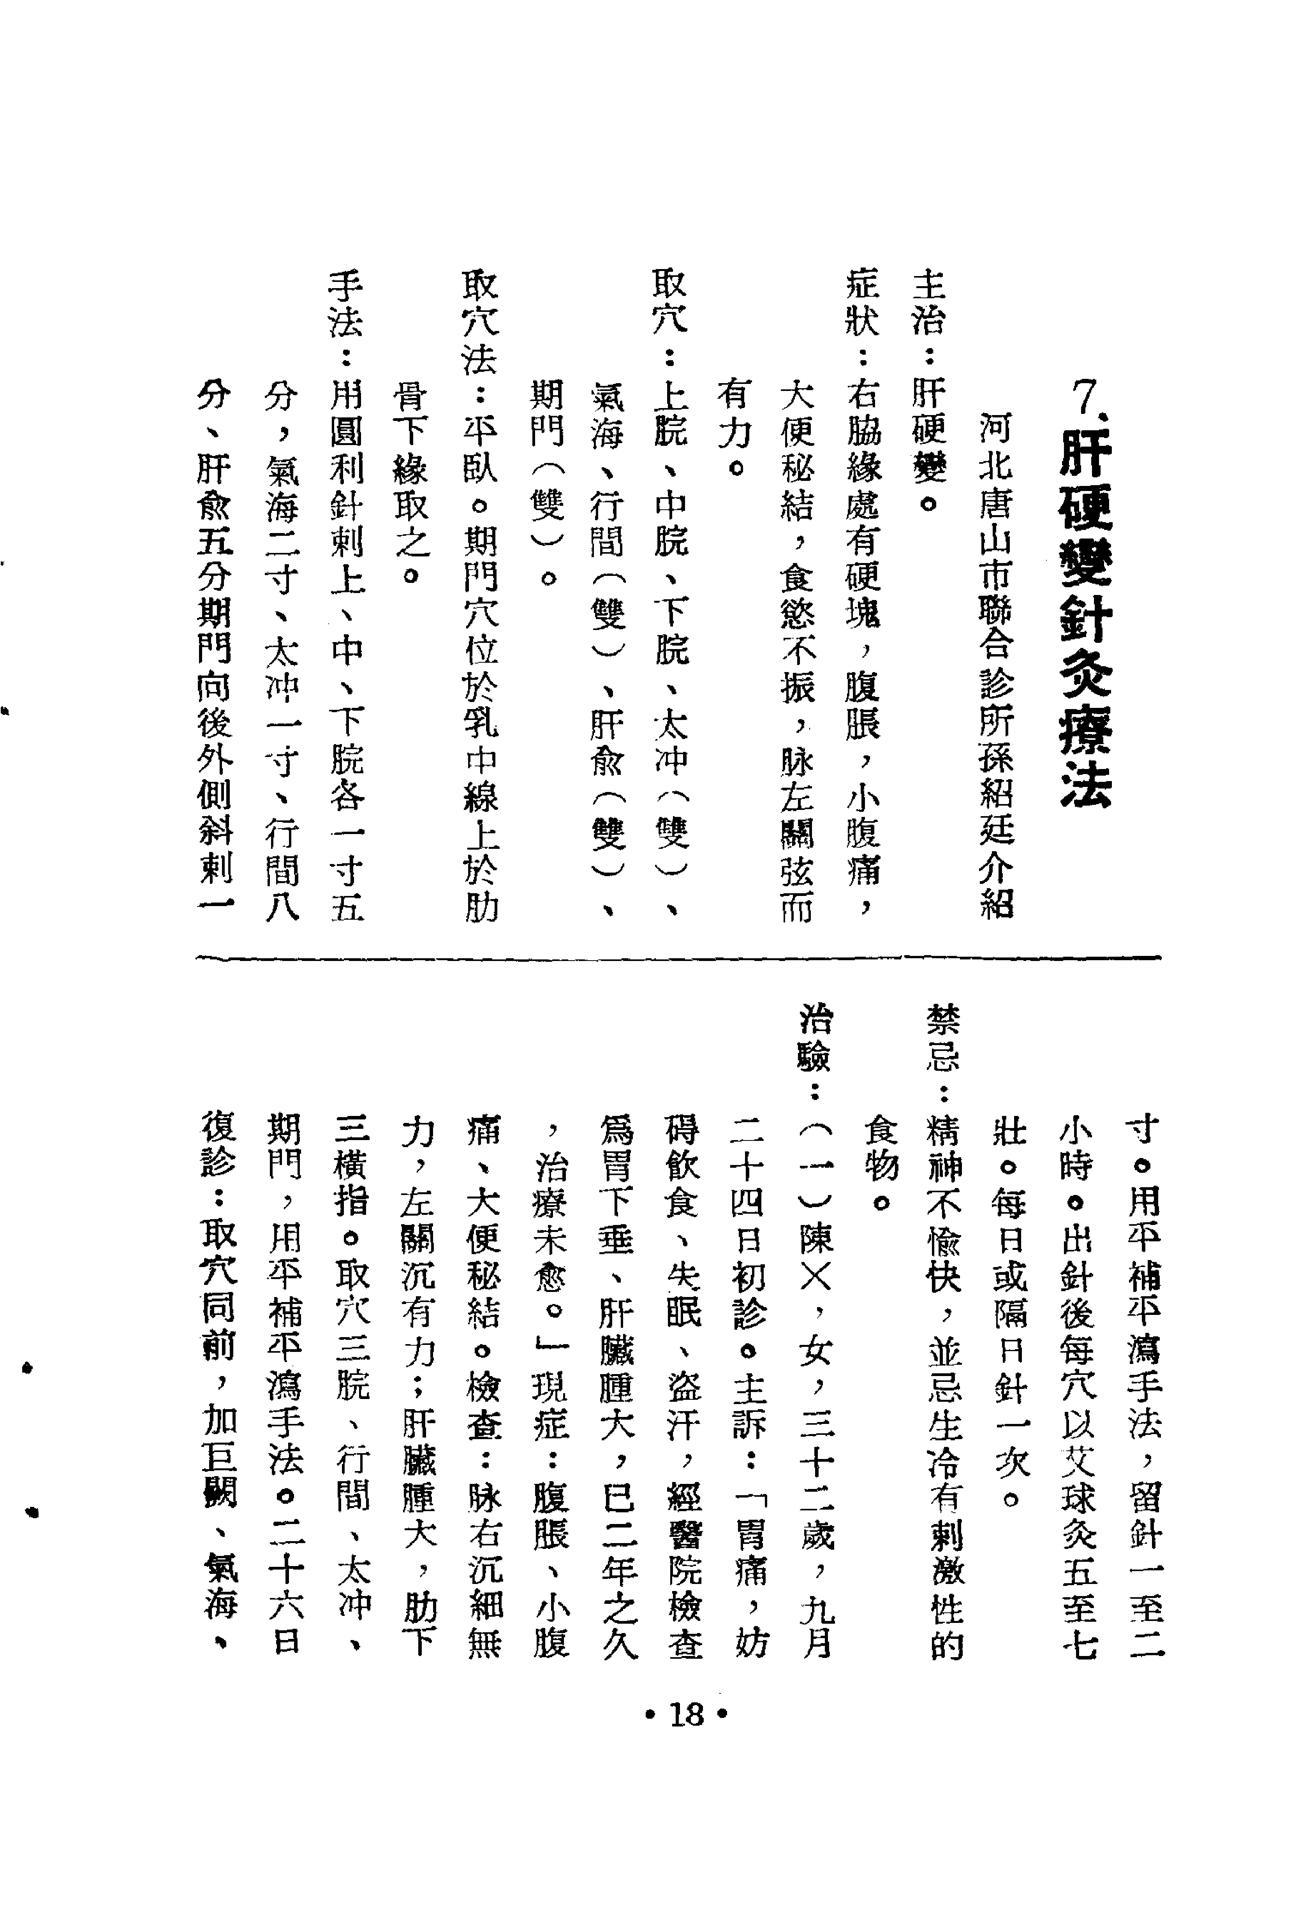 7.肝硬變針灸療法
河北唐山市聯合診所孫紹廷介紹
主治：肝硬變。
症狀：右脇緣處有硬塊，腹脹，小腹痛，
大便秘結，食慾不振，脉左關弦而
有力。
取穴：上脘、中脘、下脘、太冲（雙）、
氣海、行間（雙）、肝兪（雙）、
期門（雙）。
取穴法：平臥。期門穴位於乳中線上於肋
骨下緣取之。
手法：用圓利針刺上、中、下脘各一寸五
分，氣海二寸、太冲一寸、行間八
分、肝兪五分期門向後外側斜刺一
寸。用平補平瀉手法，留針一至二
小時。出針後每穴以艾球灸五至七
壯。每日或隔日針一次。
禁忌：精神不愉快，並忌生冷有刺激性的
食物。
治驗：（一）陳×，女，三十二歲，九月
二十四日初診。主訴：「胃痛，妨
碍飲食、失眠、盗汗，經醫院檢查
爲胃下垂、肝臟腫大，已二年之久
，治療未愈。」現症：腹脹、小腹
痛、大便秘結。檢查：脉右沉細無
力，左關沉有力；肝臟腫大，肋下
三橫指。取穴三脘、行間、太冲、
期門，用平補平瀉手法。二十六日
復診：取穴同前，加巨闕、氣海、
•18•